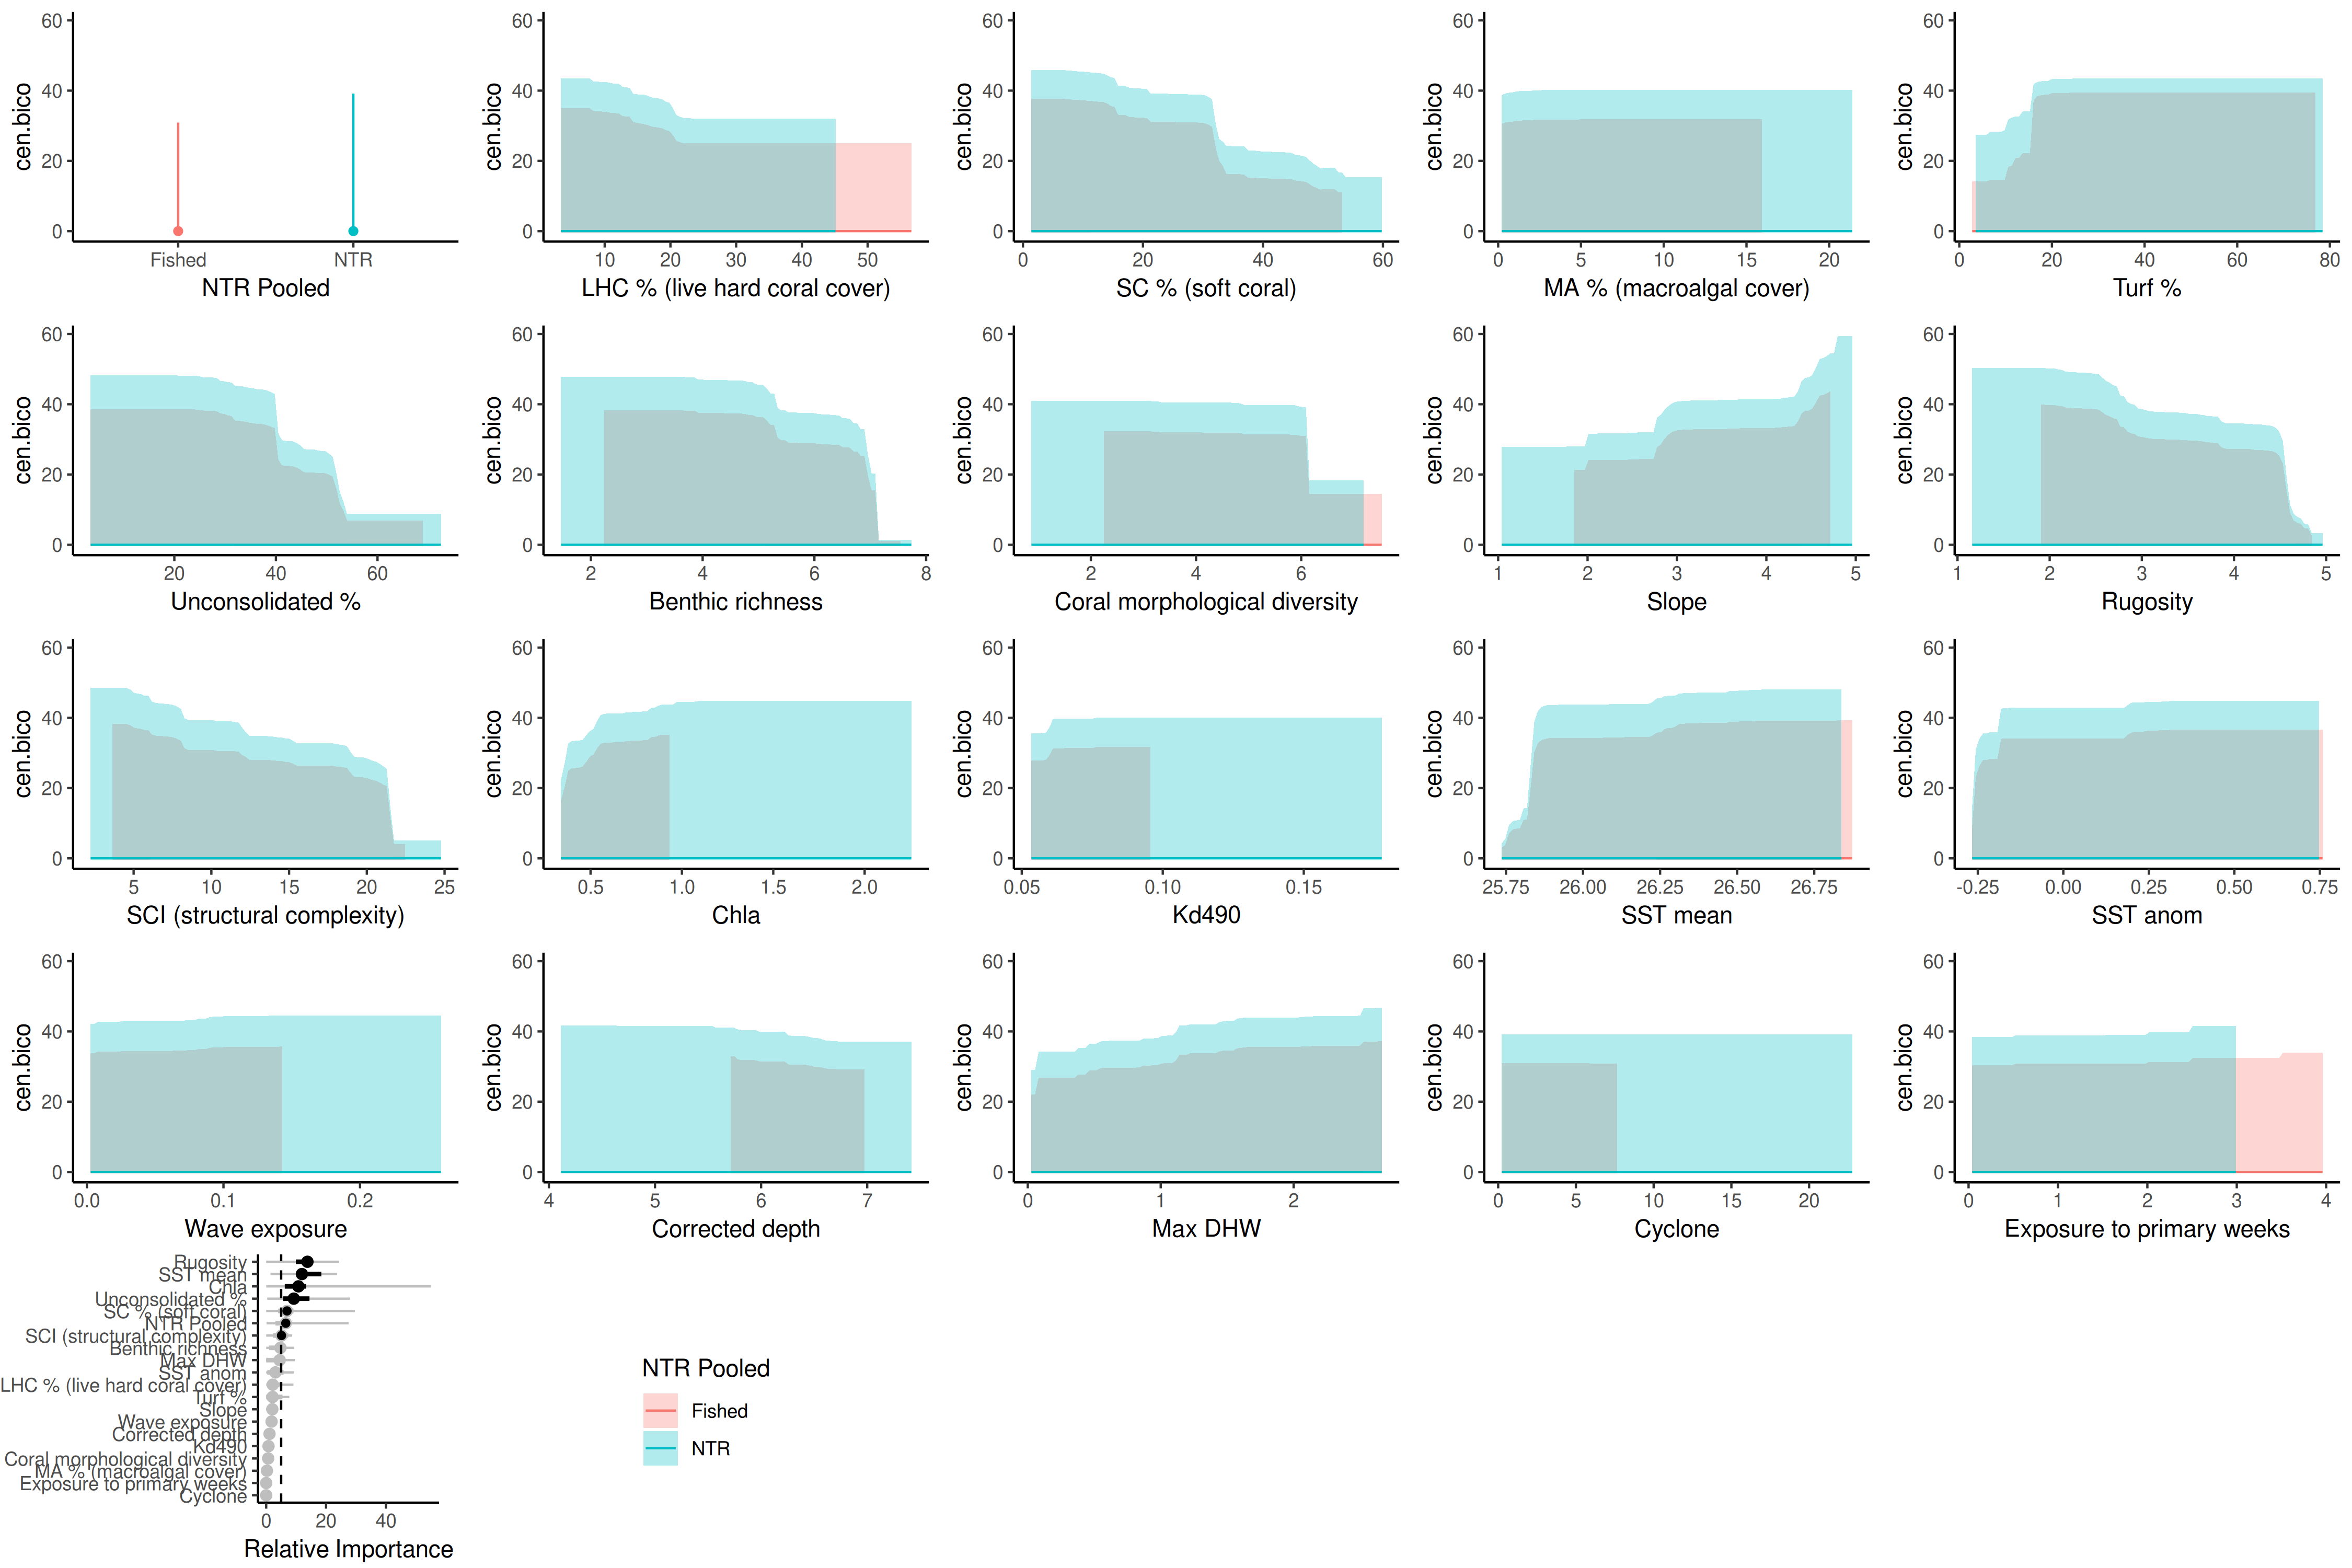 60
40
20
0
cen.bico
Fished
NTR
NTR Pooled
60
40
20
0
cen.bico
10
20
30
40
50
LHC % (live hard coral cover)
60
40
20
0
cen.bico
0
20
40
60
SC % (soft coral)
60
40
20
0
cen.bico
0
5
10
15
20
MA % (macroalgal cover)
60
40
20
0
cen.bico
0
20
40
60
80
Turf %
60
40
20
0
cen.bico
20
40
60
Unconsolidated %
60
40
20
0
cen.bico
2
4
6
8
Benthic richness
60
40
20
0
cen.bico
2
4
6
Coral morphological diversity
60
40
20
0
cen.bico
1
2
3
4
5
Slope
60
40
20
0
cen.bico
1
2
3
4
5
Rugosity
60
40
20
0
cen.bico
5
10
15
20
25
SCI (structural complexity)
60
40
20
0
cen.bico
0.5
1.0
1.5
2.0
Chla
60
40
20
0
cen.bico
0.05
0.10
0.15
Kd490
60
40
20
0
cen.bico
25.75
26.00
26.25
26.50
26.75
SST mean
60
40
20
0
cen.bico
-0.25
0.00
0.25
0.50
0.75
SST anom
60
40
20
0
cen.bico
0.0
0.1
0.2
Wave exposure
60
40
20
0
cen.bico
4
5
6
7
Corrected depth
60
40
20
0
cen.bico
0
1
2
Max DHW
60
40
20
0
cen.bico
0
5
10
15
20
Cyclone
60
40
20
0
cen.bico
0
1
2
3
4
Exposure to primary weeks
Rugosity
SST mean
Chla
Unconsolidated %
SC % (soft coral)
NTR Pooled
SCI (structural complexity)
Benthic richness
Max DHW
SST anom
LHC % (live hard coral cover)
Turf %
Slope
Wave exposure
Corrected depth
Kd490
Coral morphological diversity
MA % (macroalgal cover)
Exposure to primary weeks
Cyclone
0
20
40
Relative Importance
NTR Pooled
Fished
NTR